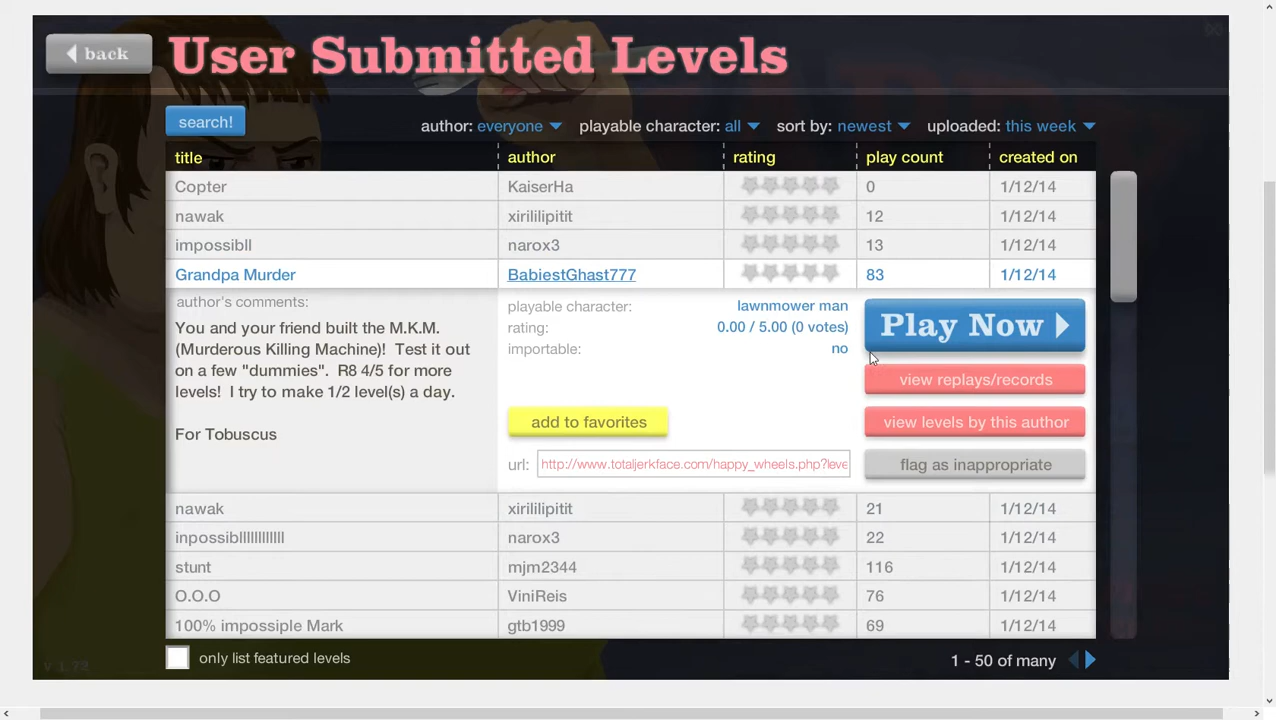 back
User Submitted Levels
search!
author: everyone playable character: all sort by: newest uploaded: this week
title author rating play count created on
Copter KaiserHa 0 1/12/14
nawak xirililipitit 12 1/12/14
impossibll narox3 13 1/12/14
Grandpa Murder BabiestGhast777 83 1/12/14
author's comments:
You and your friend built the M.K.M.
(Murderous Killing Machine)! Test it out
on a few "dummies". R8 4/5 for more
levels! I try to make 1/2 level(s) a day.
For Tobuscus
playable character: lawnmower man
rating: 0.00 / 5.00 (0 votes)
importable: no
add to favorites
url: http://www.totaljerkface.com/happy_wheels.php?leve
Play Now
view replays/records
view levels by this author
flag as inappropriate
nawak xirililipitit 21 1/12/14
inpossibllllllllllll narox3 22 1/12/14
stunt mjm2344 116 1/12/14
O.O.O ViniReis 76 1/12/14
100% impossiple Mark gtb1999 69 1/12/14
only list featured levels
1 - 50 of many
v 1.72